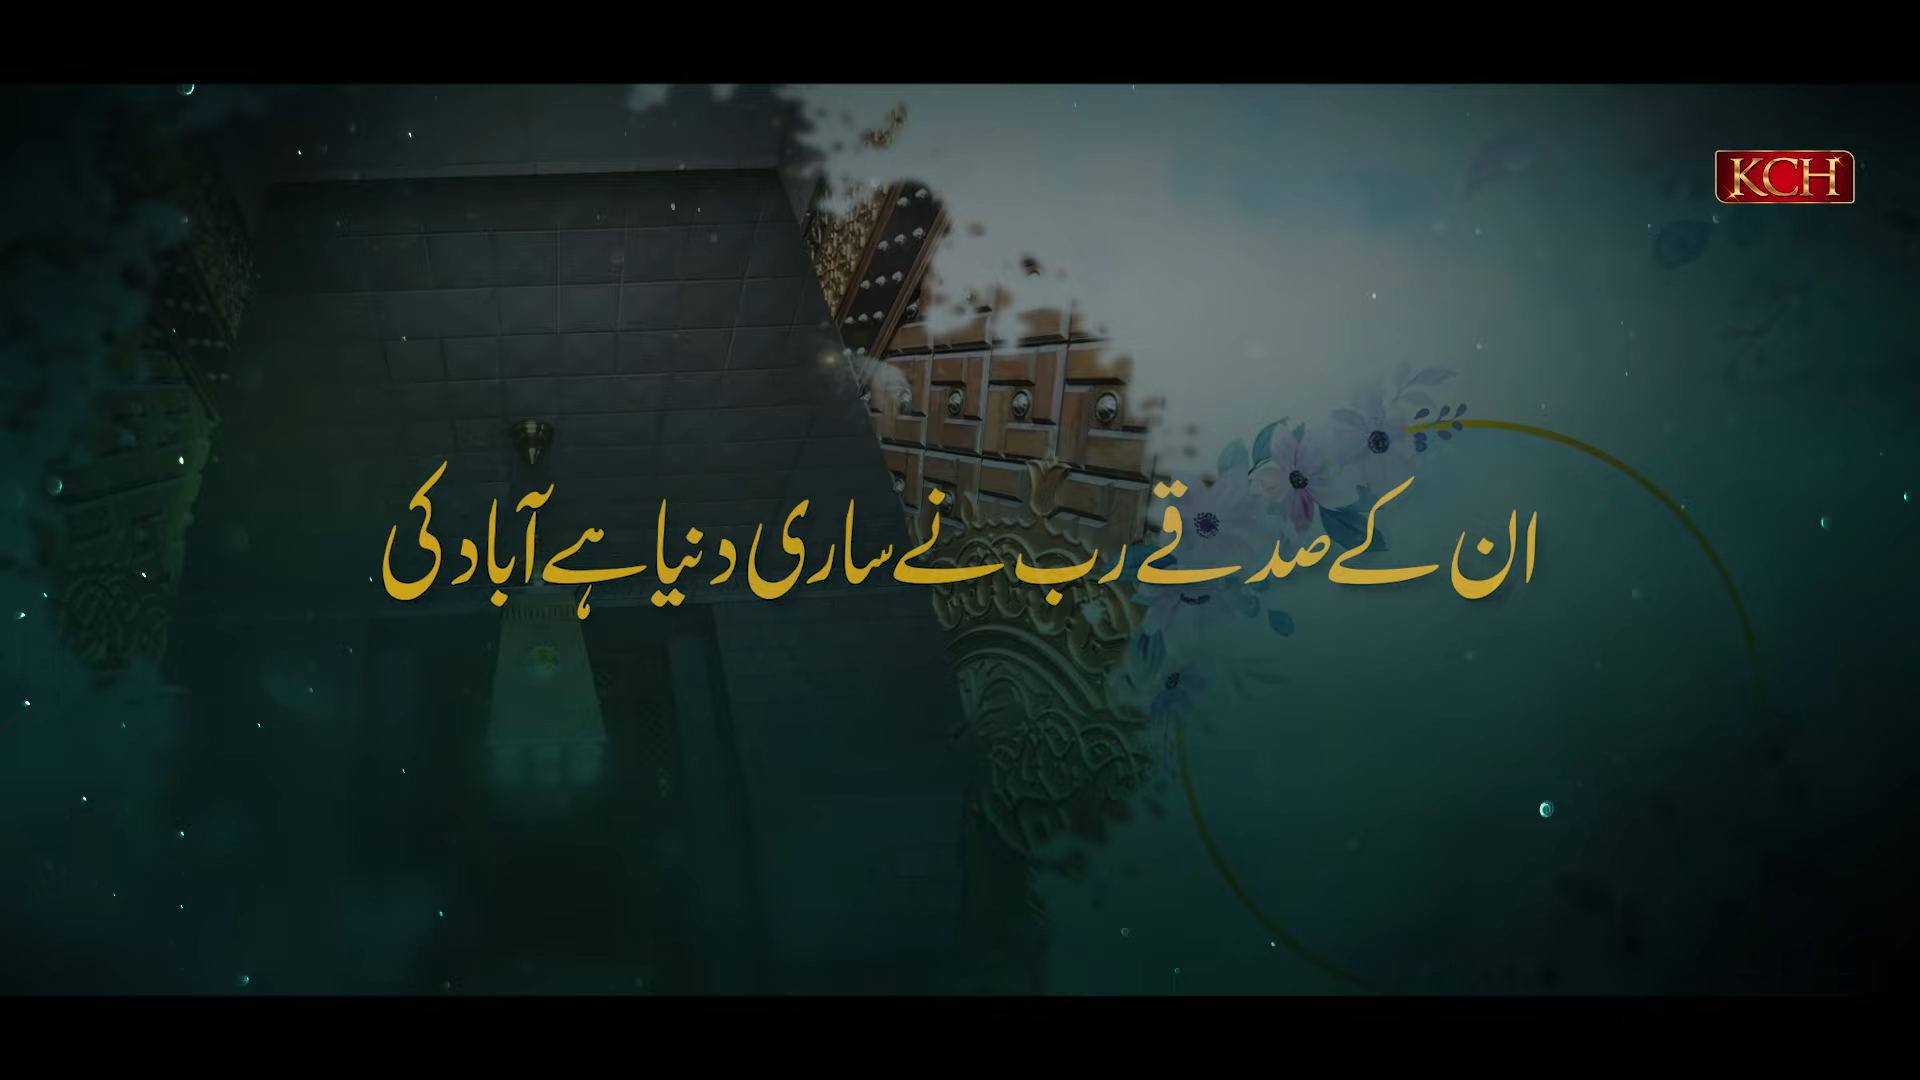 KCH
ان کے صدقے رب نے ساری دنیا ہے آباد کی